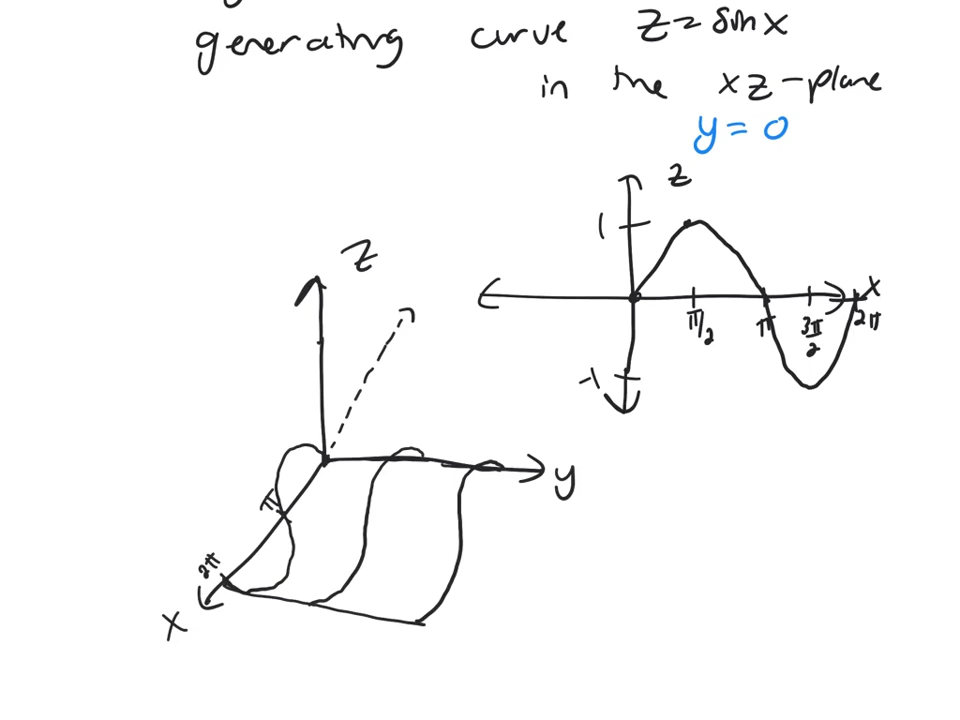 generating curve z = sin x
in the xz-plane
y = 0
z
1
x
π/2 π 3π/2 2π
-1
z
y
π
2π
x